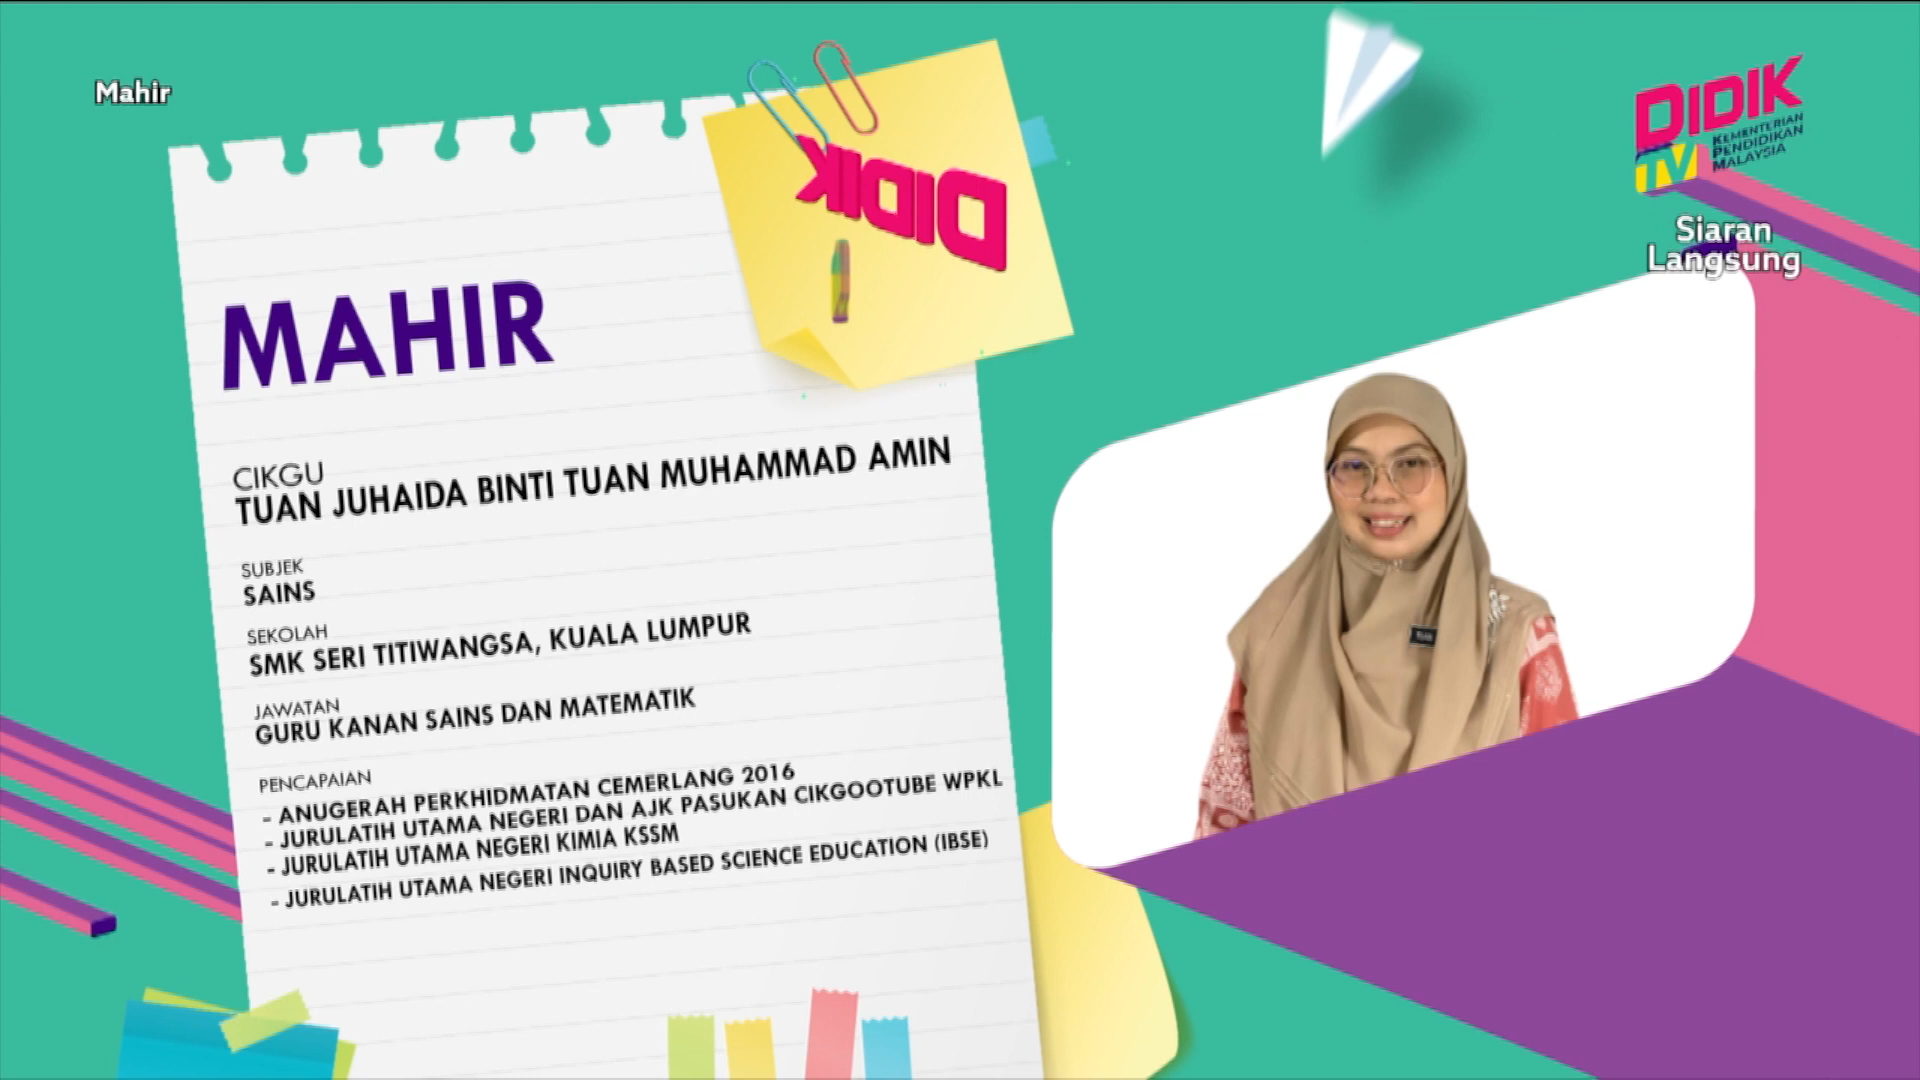 Mahir
DIDIK
TV
KEMENTERIAN
PENDIDIKAN
MALAYSIA
Siaran
Langsung
DIDIK
MAHIR
CIKGU
TUAN JUHAIDA BINTI TUAN MUHAMMAD AMIN
SUBJEK
SAINS
SEKOLAH
SMK SERI TITIWANGSA, KUALA LUMPUR
JAWATAN
GURU KANAN SAINS DAN MATEMATIK
PENCAPAIAN
- ANUGERAH PERKHIDMATAN CEMERLANG 2016
- JURULATIH UTAMA NEGERI DAN AJK PASUKAN CIKGOOTUBE WPKL
- JURULATIH UTAMA NEGERI KIMIA KSSM
- JURULATIH UTAMA NEGERI INQUIRY BASED SCIENCE EDUCATION (IBSE)